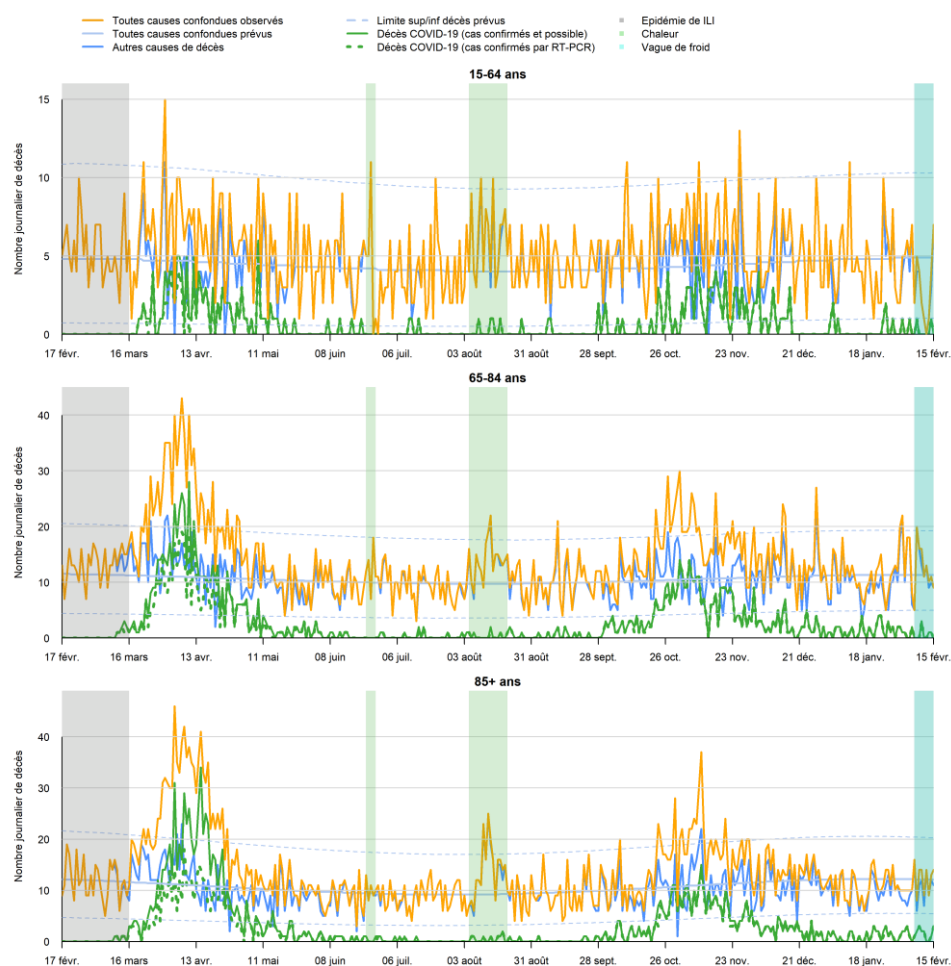 Toutes causes confondues observés
Toutes causes confondues prévus
Autres causes de décès
Limite sup/inf décès prévus
Décès COVID-19 (cas confirmés et possible)
Décès COVID-19 (cas confirmés par RT-PCR)
Epidémie de ILI
Chaleur
Vague de froid
15-64 ans
Nombre journalier de décès
15
10
5
0
17 févr. 16 mars 13 avr. 11 mai 08 juin 06 juil. 03 août 31 août 28 sept. 26 oct. 23 nov. 21 déc. 18 janv. 15 févr.
65-84 ans
Nombre journalier de décès
40
30
20
10
0
17 févr. 16 mars 13 avr. 11 mai 08 juin 06 juil. 03 août 31 août 28 sept. 26 oct. 23 nov. 21 déc. 18 janv. 15 févr.
85+ ans
Nombre journalier de décès
40
30
20
10
0
17 févr. 16 mars 13 avr. 11 mai 08 juin 06 juil. 03 août 31 août 28 sept. 26 oct. 23 nov. 21 déc. 18 janv. 15 févr.